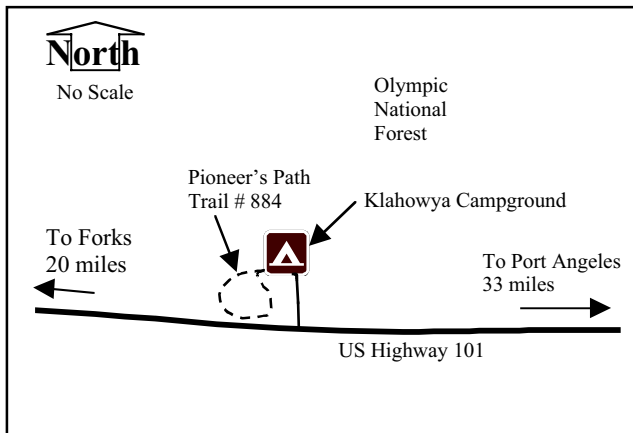 North
No Scale
Olympic
National
Forest
Pioneer’s Path
Trail # 884
Klahowya Campground
To Forks
20 miles
To Port Angeles
33 miles
US Highway 101